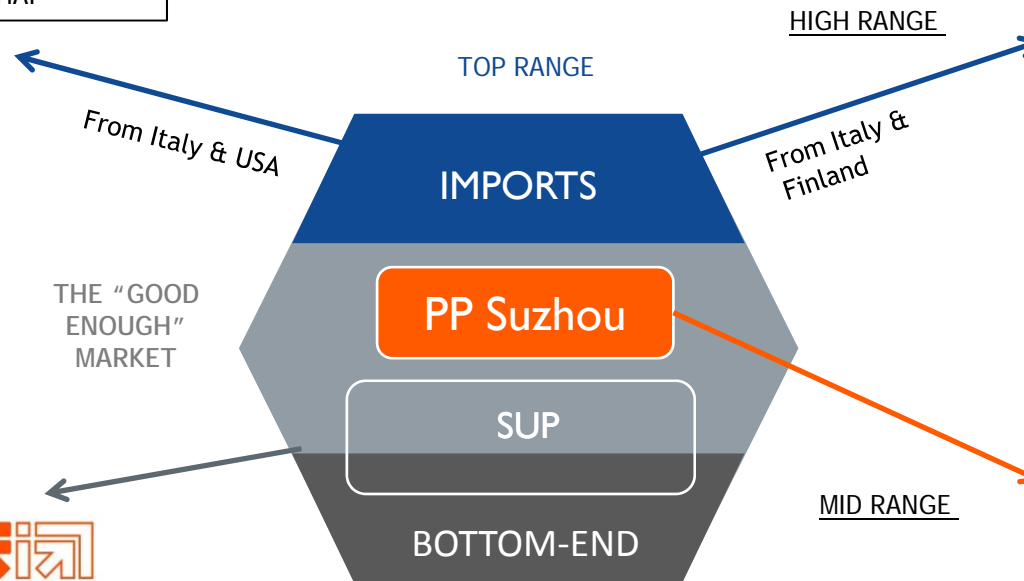 HIGH RANGE
TOP RANGE
From Italy & USA
From Italy &
Finland
IMPORTS
THE “GOOD
ENOUGH”
MARKET
PP Suzhou
SUP
MID RANGE
BOTTOM-END